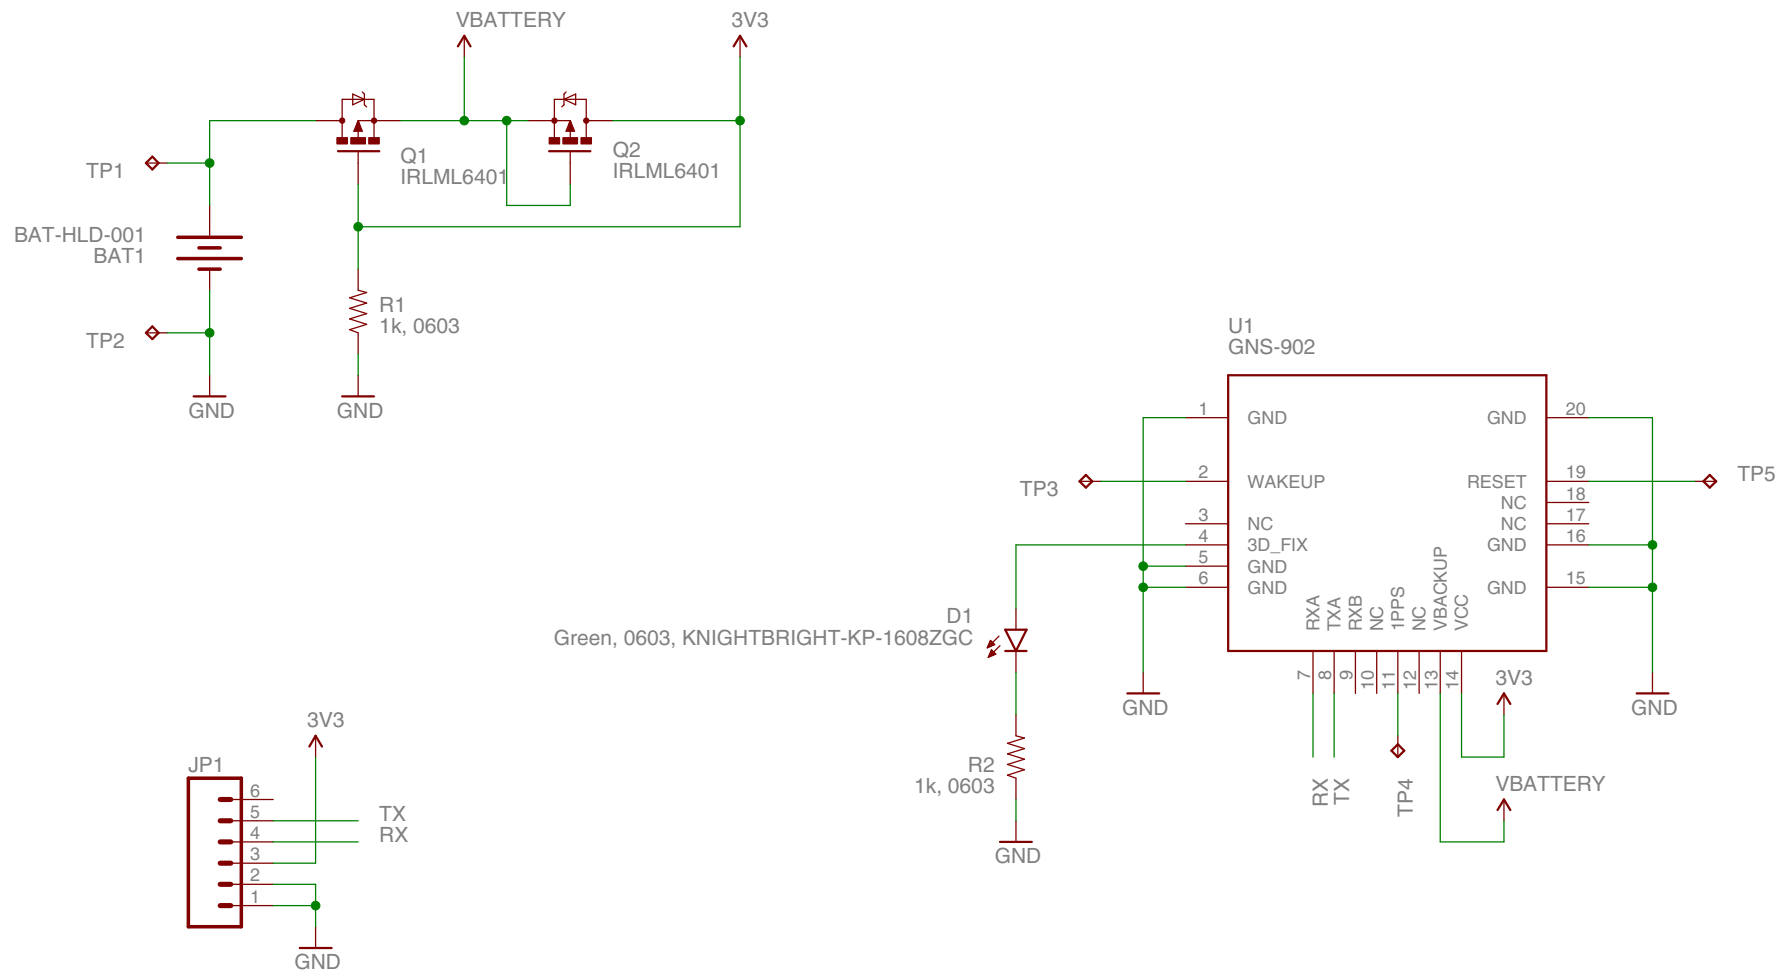 VBATTERY
3V3
Q1
IRLML6401
Q2
IRLML6401
TP1
BAT-HLD-001
BAT1
TP2
R1
1k, 0603
GND
GND
U1
GNS-902
1
GND
2
WAKEUP
3
NC
4
3D_FIX
5
GND
6
GND
GND
20
RESET
19
NC
18
NC
17
GND
16
GND
15
RXA
TXA
RXB
NC
1PPS
NC
VBACKUP
VCC
7
8
9
10
11
12
13
14
TP3
TP5
D1
Green, 0603, KNIGHTBRIGHT-KP-1608ZGC
GND
3V3
GND
RX
TX
TP4
VBATTERY
R2
1k, 0603
GND
3V3
JP1
6
5
TX
4
RX
3
2
1
GND